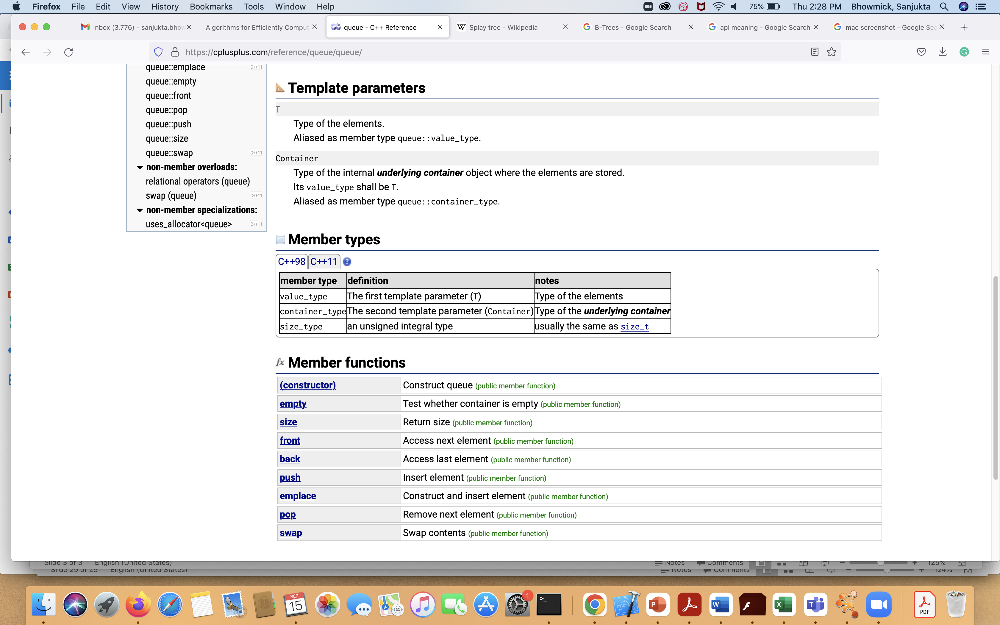 Firefox File Edit View History Bookmarks Tools Window Help 75% Thu 2:28 PM Bhowmick, Sanjukta
Inbox (3,776) - sanjukta.bhow
Algorithms for Efficiently Computi
queue - C++ Reference
W Splay tree - Wikipedia
B-Trees - Google Search
api meaning - Google Search
mac screenshot - Google Sea
https://cplusplus.com/reference/queue/queue/
queue::emplace C++11
queue::empty
queue::front
queue::pop
queue::push
queue::size
queue::swap C++11
non-member overloads:
relational operators (queue)
swap (queue) C++11
non-member specializations:
uses_allocator<queue> C++11
Template parameters
T
Type of the elements.
Aliased as member type queue::value_type.
Container
Type of the internal underlying container object where the elements are stored.
Its value_type shall be T.
Aliased as member type queue::container_type.
Member types
C++98 C++11 ?
member type definition notes
value_type The first template parameter (T) Type of the elements
container_type The second template parameter (Container) Type of the underlying container
size_type an unsigned integral type usually the same as size_t
fx Member functions
(constructor) Construct queue (public member function)
empty Test whether container is empty (public member function)
size Return size (public member function)
front Access next element (public member function)
back Access last element (public member function)
push Insert element (public member function)
emplace Construct and insert element (public member function)
pop Remove next element (public member function)
swap Swap contents (public member function)
Slide 3 of 3 English (United States) Notes Comments 125%
Slide 29 of 29 English (United States) Notes Comments 124%
SEP
15
3D
1
>_
P
W
X
T
PDF